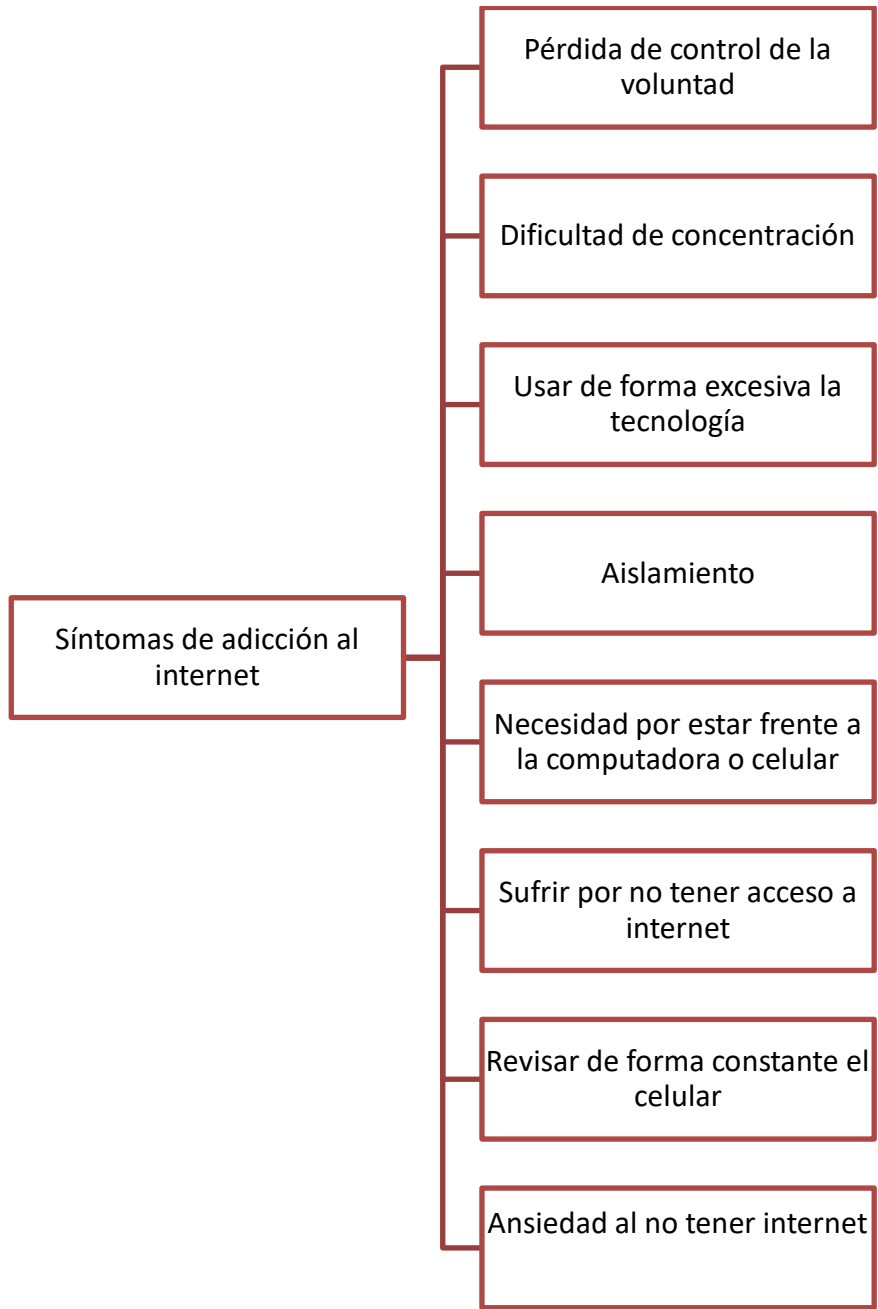 Pérdida de control de la
voluntad
Dificultad de concentración
Usar de forma excesiva la
tecnología
Aislamiento
Síntomas de adicción al
internet
Necesidad por estar frente a
la computadora o celular
Sufrir por no tener acceso a
internet
Revisar de forma constante el
celular
Ansiedad al no tener internet